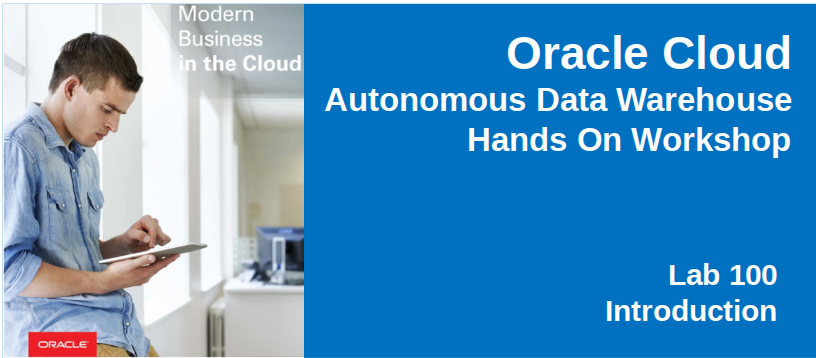 Modern
Business
in the Cloud
ORACLE
Oracle Cloud
Autonomous Data Warehouse
Hands On Workshop
Lab 100
Introduction